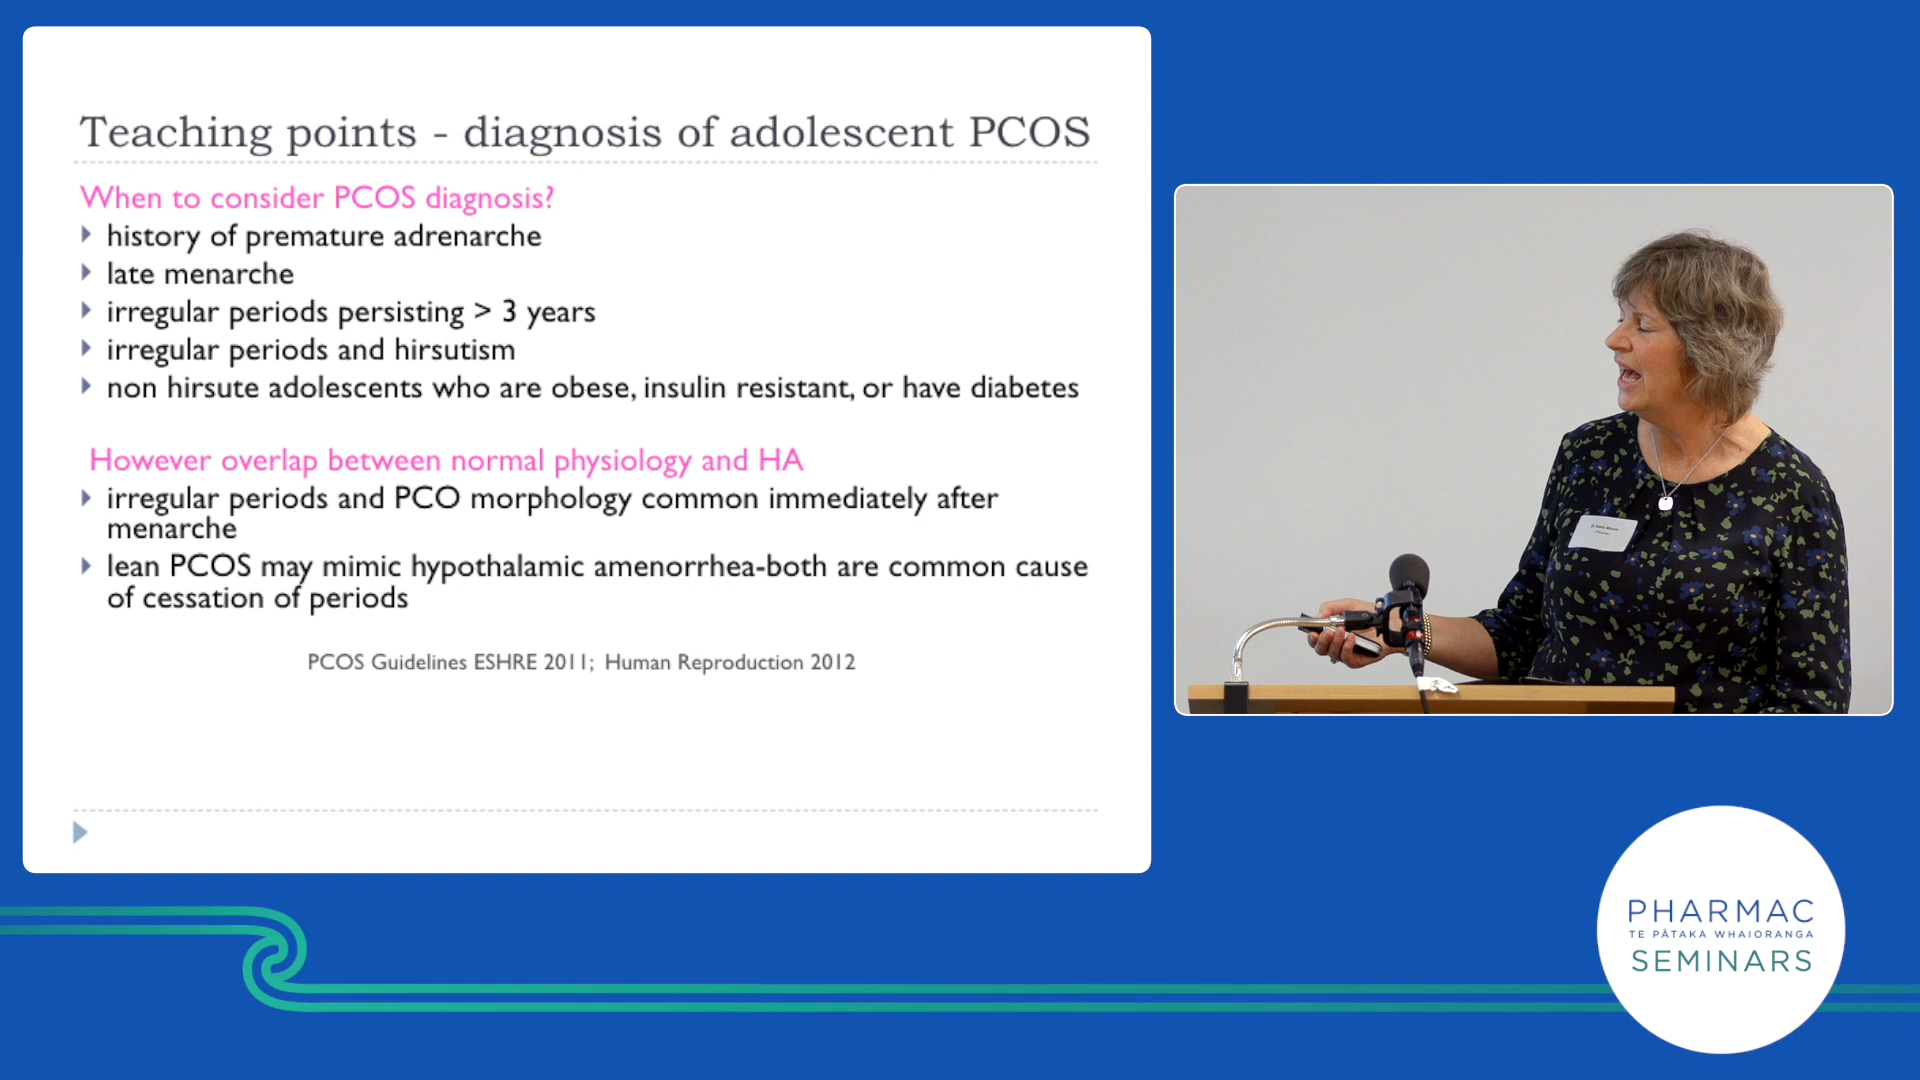 Teaching points - diagnosis of adolescent PCOS
When to consider PCOS diagnosis?
history of premature adrenarche
late menarche
irregular periods persisting > 3 years
irregular periods and hirsutism
non hirsute adolescents who are obese, insulin resistant, or have diabetes
However overlap between normal physiology and HA
irregular periods and PCO morphology common immediately after
menarche
lean PCOS may mimic hypothalamic amenorrhea-both are common cause
of cessation of periods
PCOS Guidelines ESHRE 2011; Human Reproduction 2012
PHARMAC
TE PĀTAKA WHAIORANGA
SEMINARS